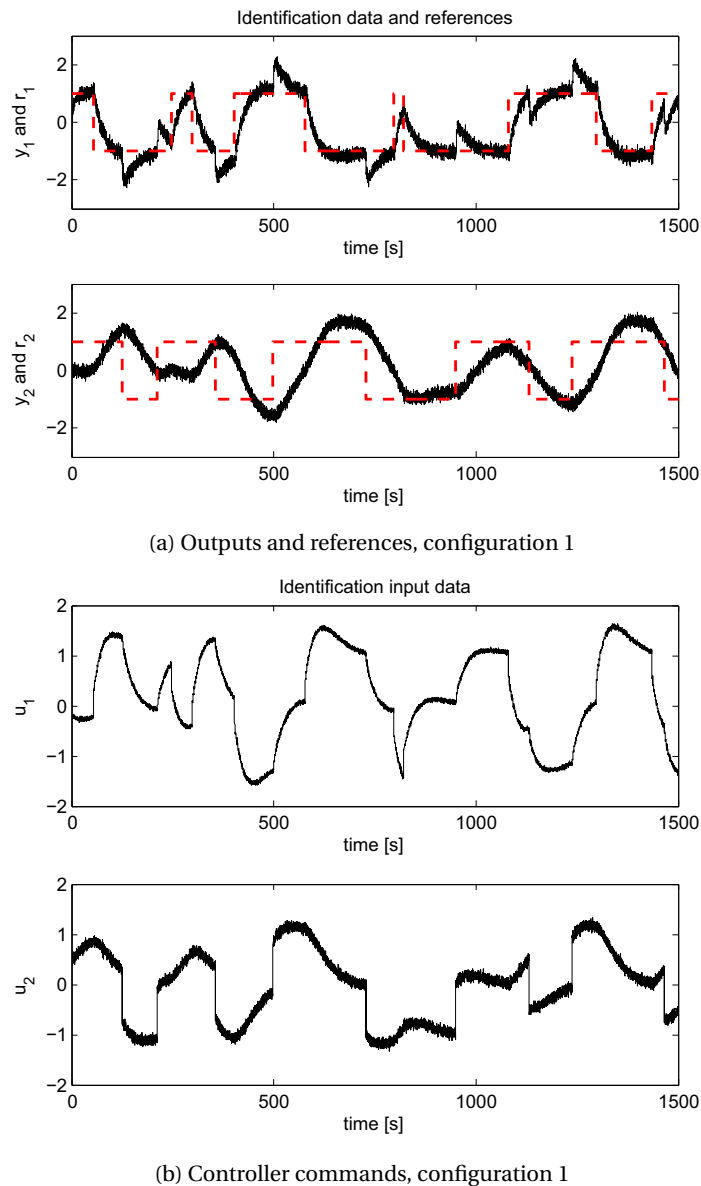 Identification data and references
y1 and r1
2
0
−2
0
500
1000
1500
time [s]
y2 and r2
2
0
−2
0
500
1000
1500
time [s]
(a) Outputs and references, configuration 1
Identification input data
u1
2
1
0
−1
−2
0
500
1000
1500
time [s]
u2
2
1
0
−1
−2
0
500
1000
1500
time [s]
(b) Controller commands, configuration 1